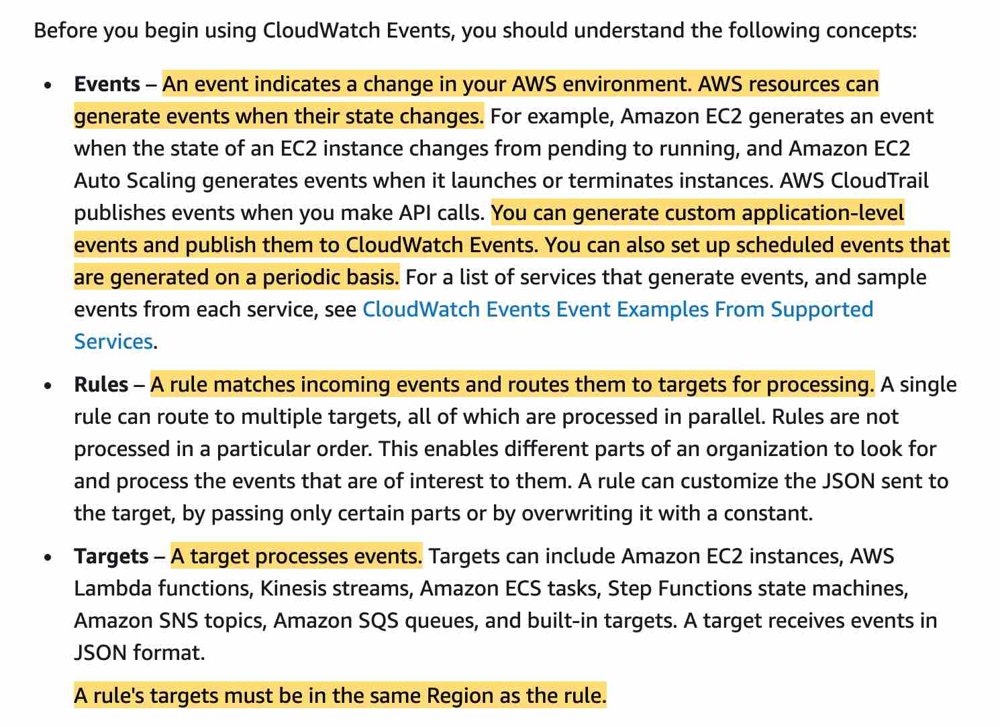 Before you begin using CloudWatch Events, you should understand the following concepts:
• Events – An event indicates a change in your AWS environment. AWS resources can
generate events when their state changes. For example, Amazon EC2 generates an event
when the state of an EC2 instance changes from pending to running, and Amazon EC2
Auto Scaling generates events when it launches or terminates instances. AWS CloudTrail
publishes events when you make API calls. You can generate custom application-level
events and publish them to CloudWatch Events. You can also set up scheduled events that
are generated on a periodic basis. For a list of services that generate events, and sample
events from each service, see CloudWatch Events Event Examples From Supported
Services.
• Rules – A rule matches incoming events and routes them to targets for processing. A single
rule can route to multiple targets, all of which are processed in parallel. Rules are not
processed in a particular order. This enables different parts of an organization to look for
and process the events that are of interest to them. A rule can customize the JSON sent to
the target, by passing only certain parts or by overwriting it with a constant.
• Targets – A target processes events. Targets can include Amazon EC2 instances, AWS
Lambda functions, Kinesis streams, Amazon ECS tasks, Step Functions state machines,
Amazon SNS topics, Amazon SQS queues, and built-in targets. A target receives events in
JSON format.
A rule's targets must be in the same Region as the rule.